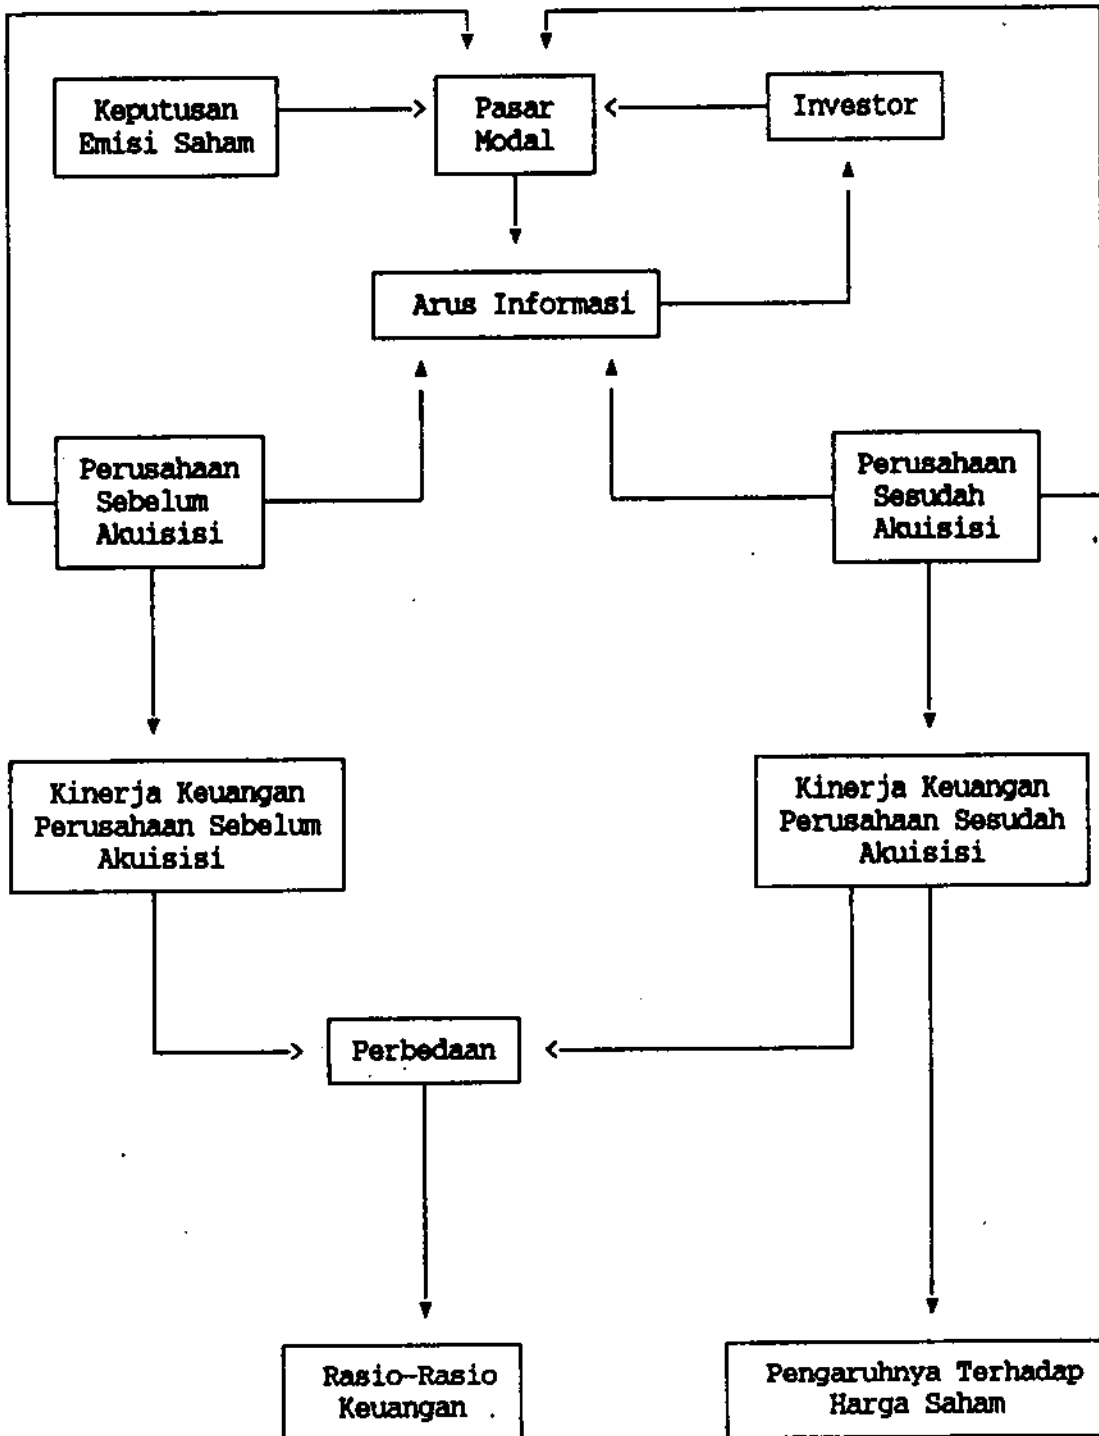 Keputusan
Emisi Saham
Pasar
Modal
Investor
Arus Informasi
Perusahaan
Sebelum
Akuisisi
Perusahaan
Sesudah
Akuisisi
Kinerja Keuangan
Perusahaan Sebelum
Akuisisi
Kinerja Keuangan
Perusahaan Sesudah
Akuisisi
Perbedaan
Rasio-Rasio
Keuangan
Pengaruhnya Terhadap
Harga Saham